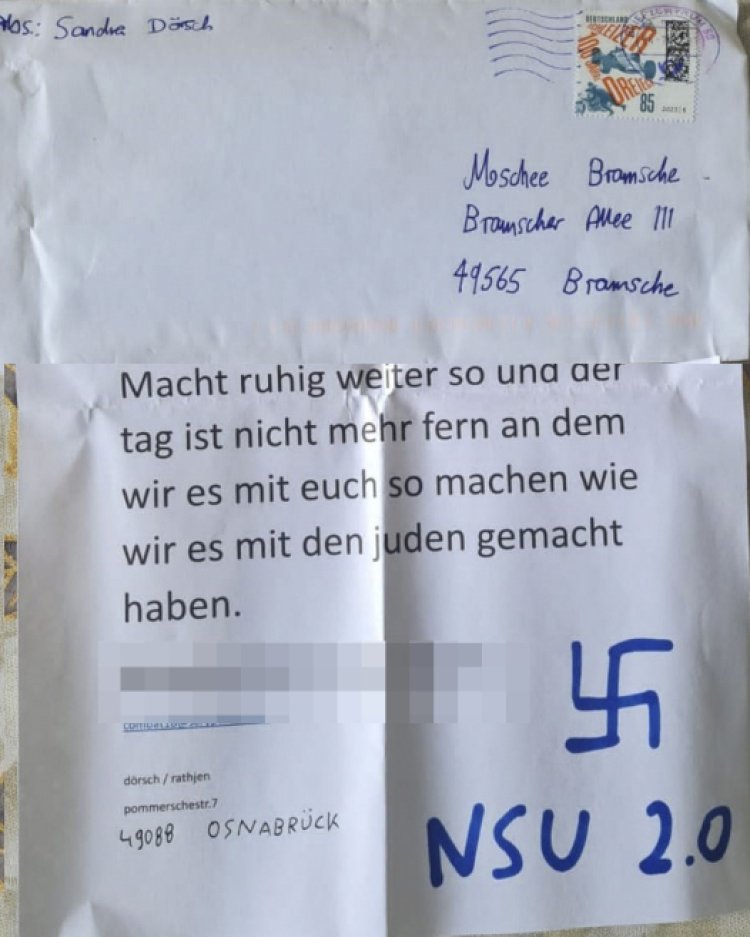 Abs: Sandra Dörsch
DEUTSCHLAND
85
Moschee Bramsche
Bramscher Allee 111
49565 Bramsche
Macht ruhig weiter so und der
tag ist nicht mehr fern an dem
wir es mit euch so machen wie
wir es mit den juden gemacht
haben.
dörsch / rathjen
pommerschestr.7
49088 OSNABRÜCK
NSU 2.0